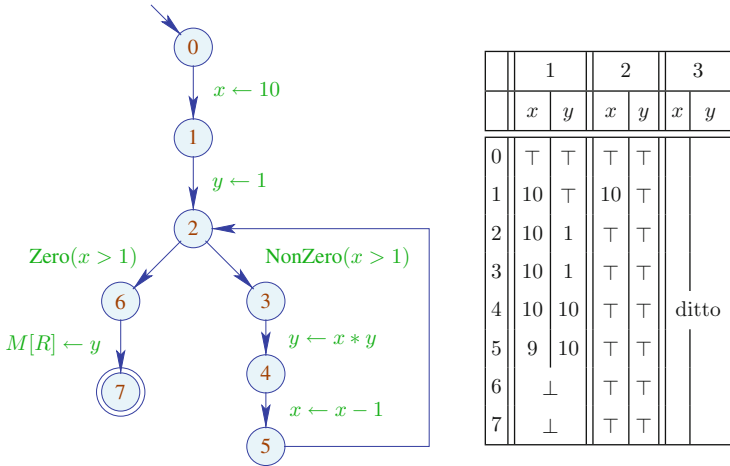 0
x ← 10
1
y ← 1
2
Zero(x > 1) NonZero(x > 1)
6 3
M[R] ← y y ← x ∗ y
7 4
x ← x − 1
5
1 2 3
x y x y x y
0 ⊤ ⊤ ⊤ ⊤
1 10 ⊤ 10 ⊤
2 10 1 ⊤ ⊤
3 10 1 ⊤ ⊤
4 10 10 ⊤ ⊤ ditto
5 9 10 ⊤ ⊤
6 ⊥ ⊤ ⊤
7 ⊥ ⊤ ⊤